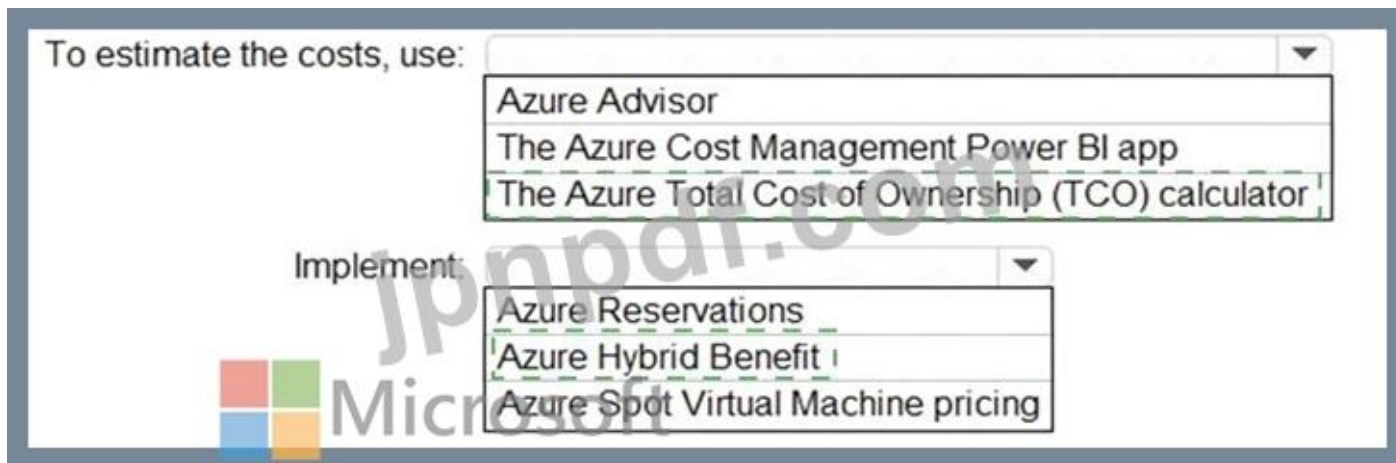 To estimate the costs, use:
Azure Advisor
The Azure Cost Management Power BI app
The Azure Total Cost of Ownership (TCO) calculator
Implement:
Azure Reservations
Azure Hybrid Benefit
Azure Spot Virtual Machine pricing
jpnpdf.com
Microsoft